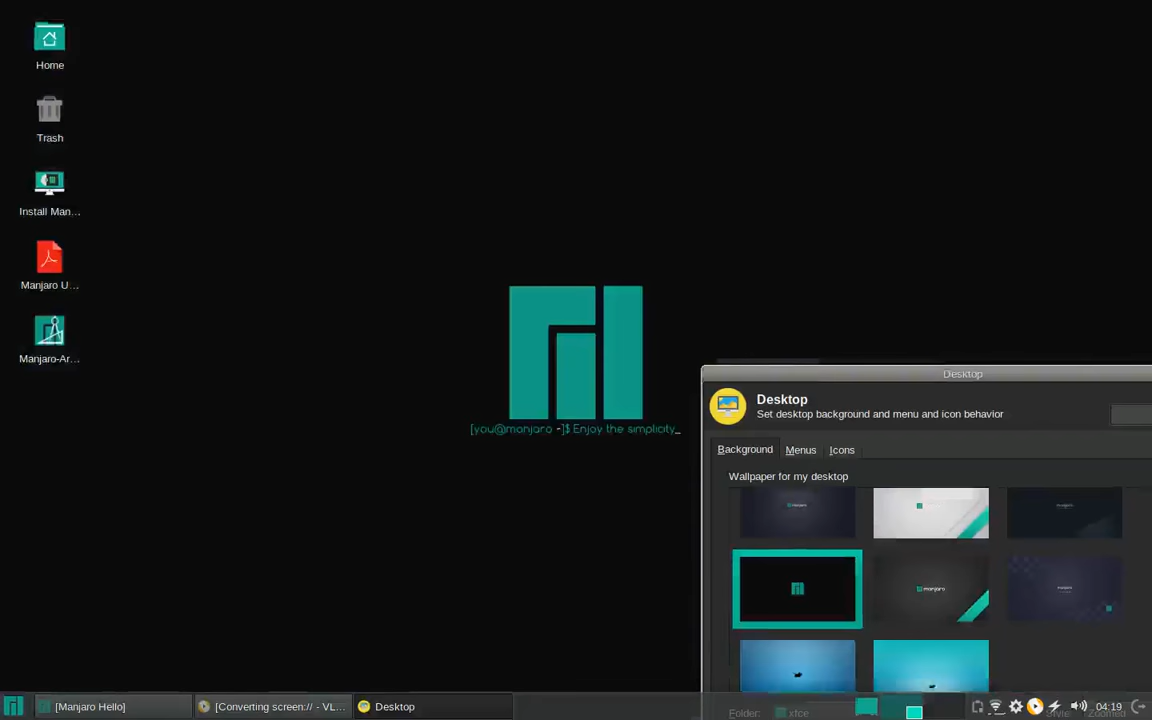 Home
Trash
Install Man...
Manjaro U...
Manjaro-Ar...
[you@manjaro ~]$ Enjoy the simplicity_
Desktop
Desktop
Set desktop background and menu and icon behavior
Background Menus Icons
Wallpaper for my desktop
manjaro
Folder: xfce
[Manjaro Hello]
[Converting screen:// - VL...
Desktop
04:19